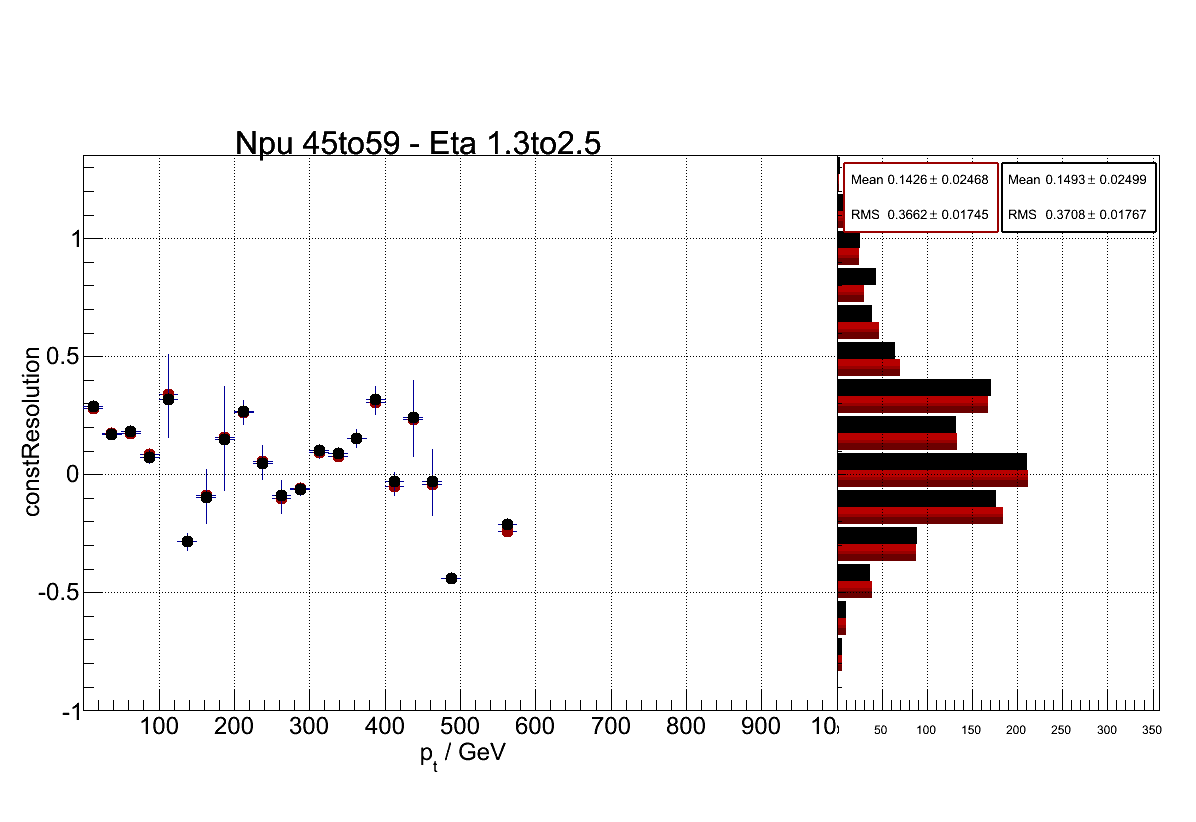 Npu 45to59 - Eta 1.3to2.5
Mean 0.1426 ± 0.02468
RMS 0.3662 ± 0.01745
Mean 0.1493 ± 0.02499
RMS 0.3708 ± 0.01767
constResolution
1
0.5
0
-0.5
-1
100 200 300 400 500 600 700 800 900 10
50 100 150 200 250 300 350
pt / GeV